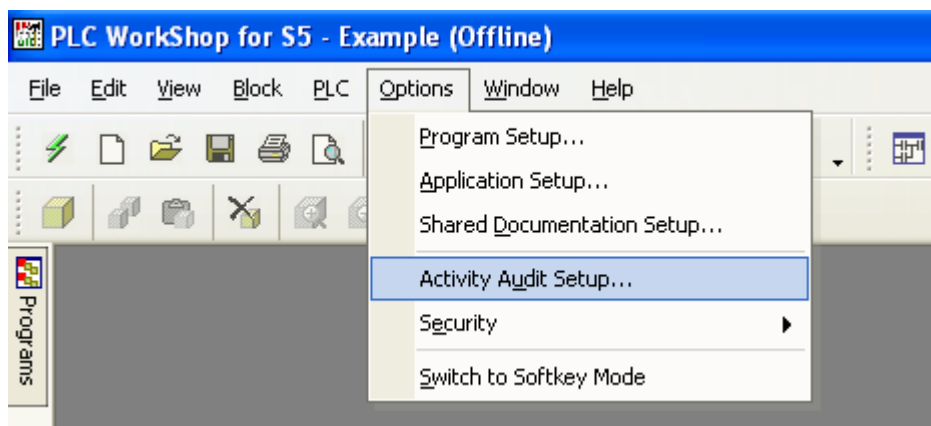 PLC WorkShop for S5 - Example (Offline)
File Edit View Block PLC Options Window Help
Program Setup...
Application Setup...
Shared Documentation Setup...
Activity Audit Setup...
Security
Switch to Softkey Mode
Programs